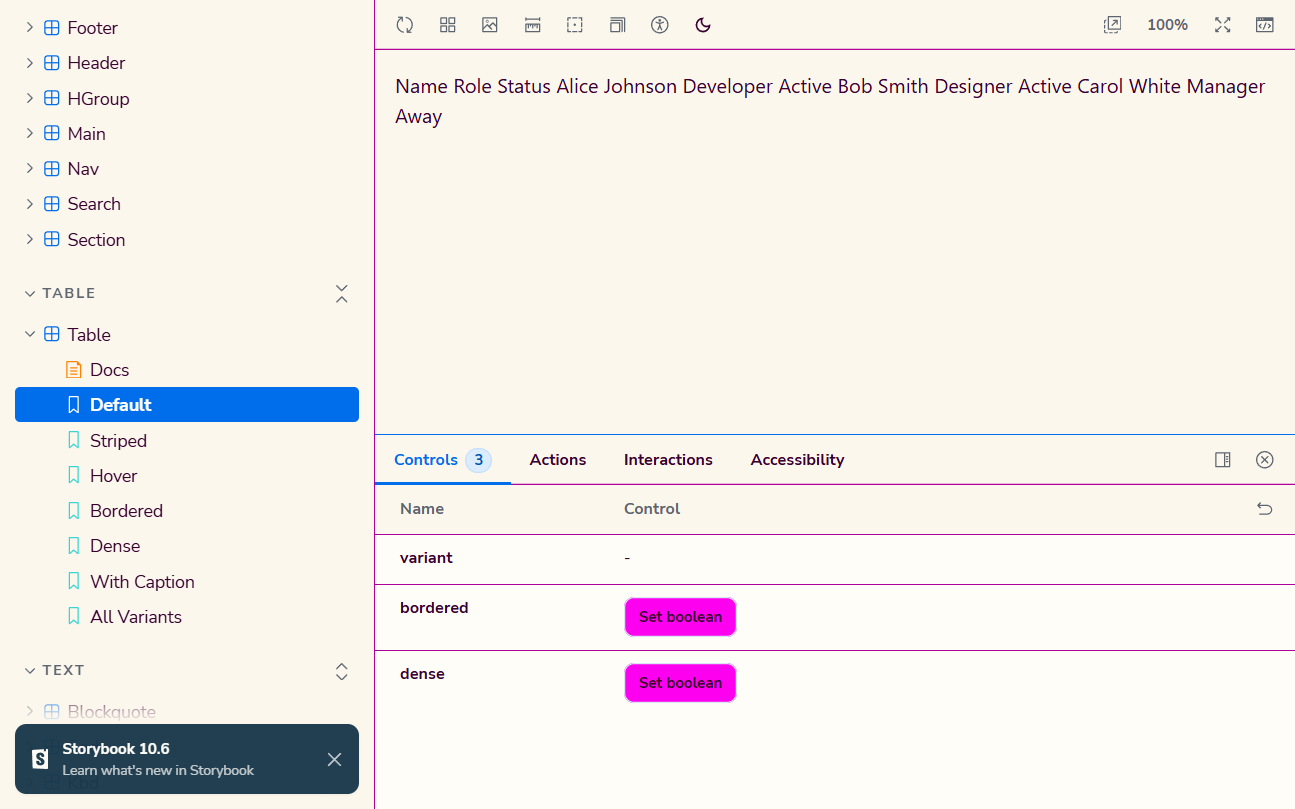 Footer
Header
HGroup
Main
Nav
Search
Section
TABLE
Table
Docs
Default
Striped
Hover
Bordered
Dense
With Caption
All Variants
TEXT
Blockquote
Storybook 10.6
Learn what's new in Storybook
100%
Name Role Status Alice Johnson Developer Active Bob Smith Designer Active Carol White Manager
Away
Controls 3 Actions Interactions Accessibility
Name Control
variant -
bordered Set boolean
dense Set boolean